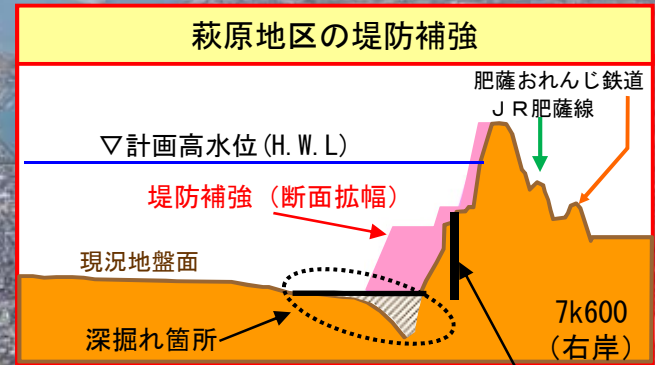 萩原地区の堤防補強
肥薩おれんじ鉄道
ＪＲ肥薩線
▽計画高水位(H.W.L)
堤防補強（断面拡幅）
現況地盤面
深掘れ箇所
7k600
（右岸）